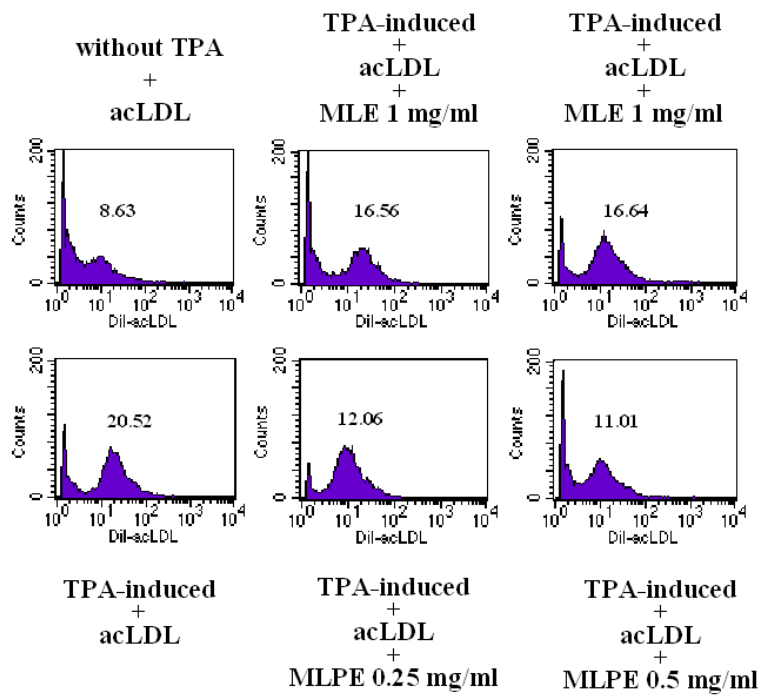 without TPA
+
acLDL
TPA-induced
+
acLDL
+
MLE 1 mg/ml
TPA-induced
+
acLDL
+
MLE 1 mg/ml
200
Counts
0
8.63
10^0 10^1 10^2 10^3 10^4
DiI-acLDL
200
Counts
0
16.56
10^0 10^1 10^2 10^3 10^4
DiI-acLDL
200
Counts
0
16.64
10^0 10^1 10^2 10^3 10^4
DiI-acLDL
200
Counts
0
20.52
10^0 10^1 10^2 10^3 10^4
DiI-acLDL
200
Counts
0
12.06
10^0 10^1 10^2 10^3 10^4
DiI-acLDL
200
Counts
0
11.01
10^0 10^1 10^2 10^3 10^4
DiI-acLDL
TPA-induced
+
acLDL
TPA-induced
+
acLDL
+
MLPE 0.25 mg/ml
TPA-induced
+
acLDL
+
MLPE 0.5 mg/ml